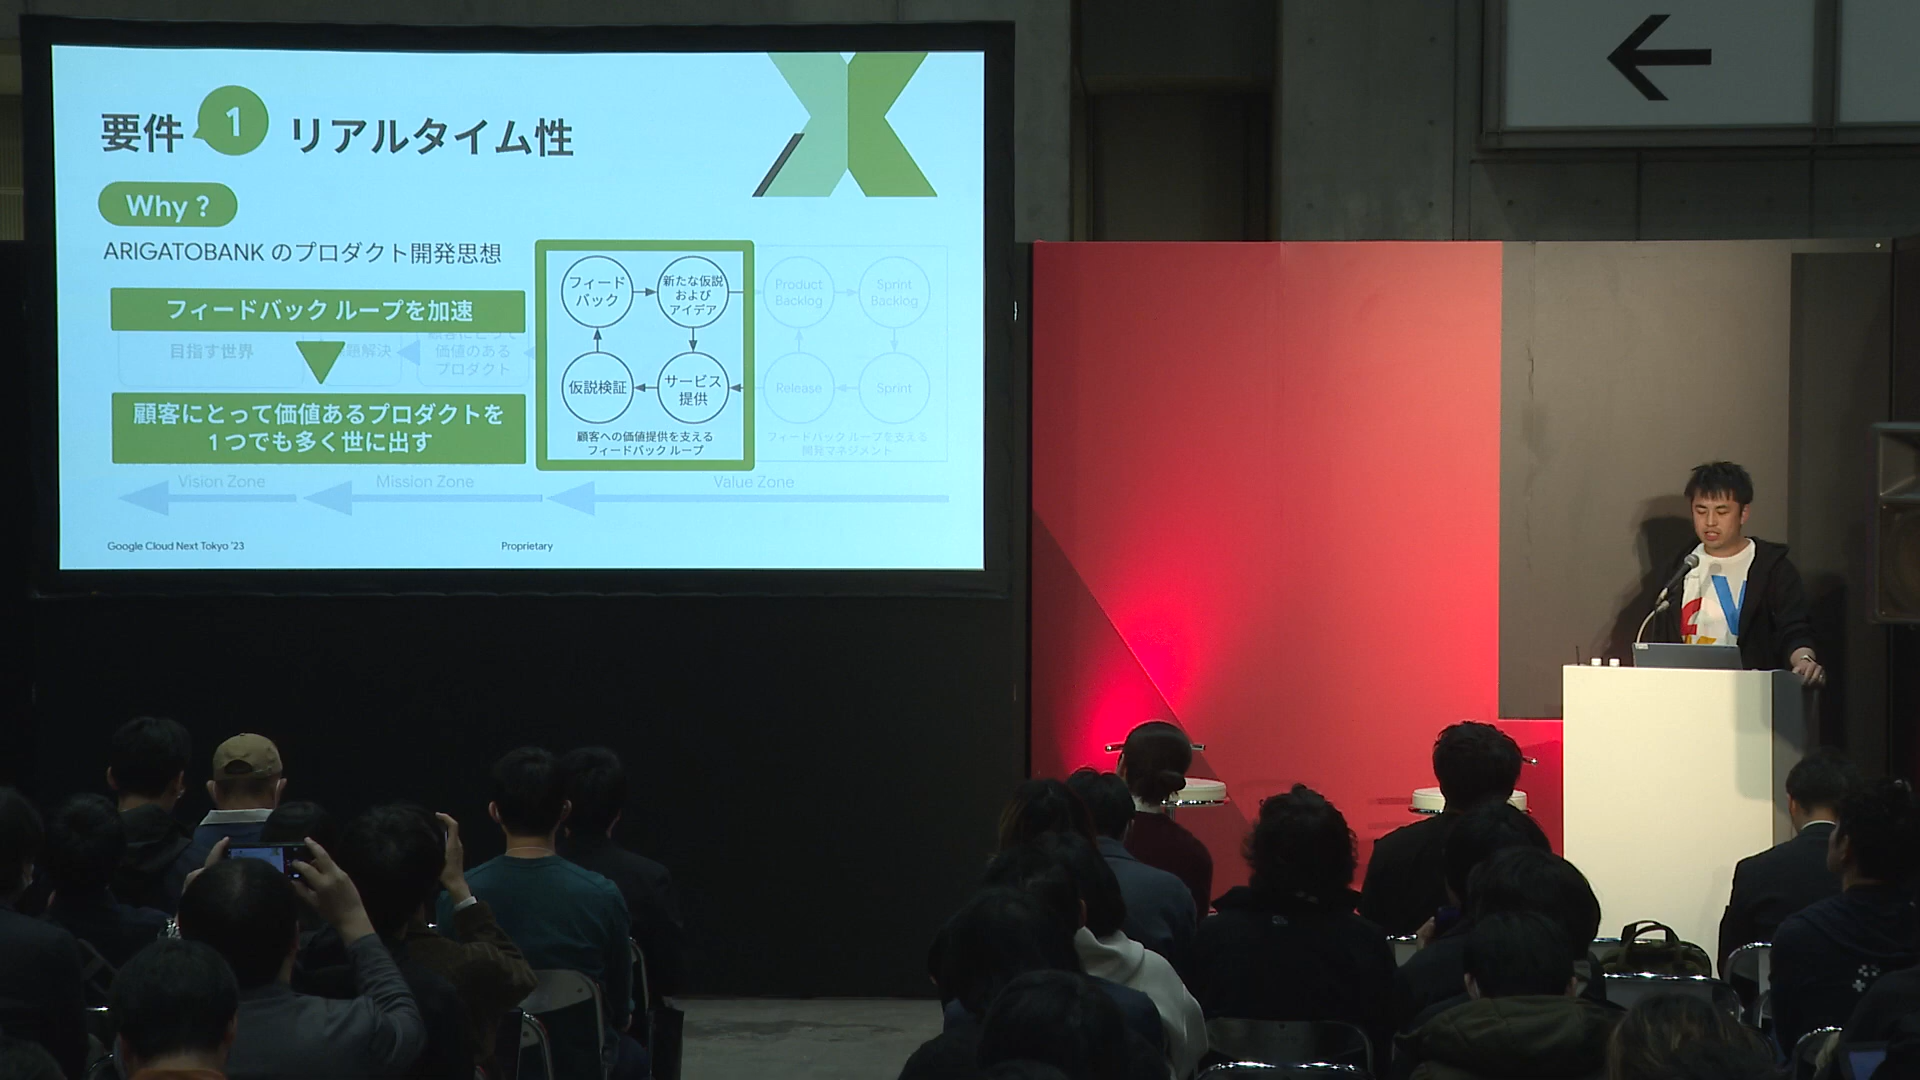 要件 1 リアルタイム性
Why ?
ARIGATOBANK のプロダクト開発思想
フィードバック ループを加速
目指す世界
題解決
顧客にとって
価値のある
プロダクト
顧客にとって価値あるプロダクトを
1 つでも多く世に出す
フィード
バック
新たな仮説
および
アイデア
仮説検証
サービス
提供
顧客への価値提供を支える
フィードバック ループ
Product
Backlog
Sprint
Backlog
Release
Sprint
フィードバック ループを支える
開発マネジメント
Vision Zone
Mission Zone
Value Zone
Google Cloud Next Tokyo '23
Proprietary